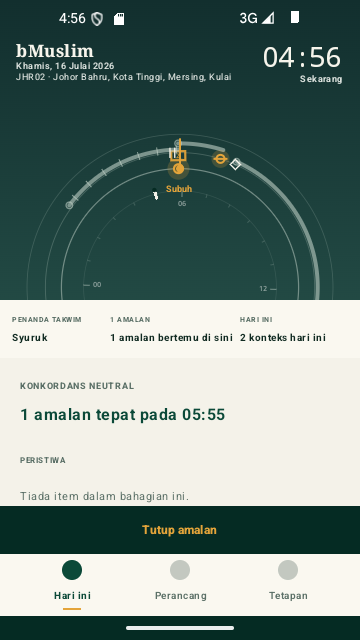 4:56
3G
bMuslim
Khamis, 16 Julai 2026
JHR02 · Johor Bahru, Kota Tinggi, Mersing, Kulai
04:56
Sekarang
Subuh
06
00
12
PENANDA TAKWIM
Syuruk
1 AMALAN
1 amalan bertemu di sini
HARI INI
2 konteks hari ini
KONKORDANS NEUTRAL
1 amalan tepat pada 05:55
PERISTIWA
Tiada item dalam bahagian ini.
Tutup amalan
Hari ini
Perancang
Tetapan